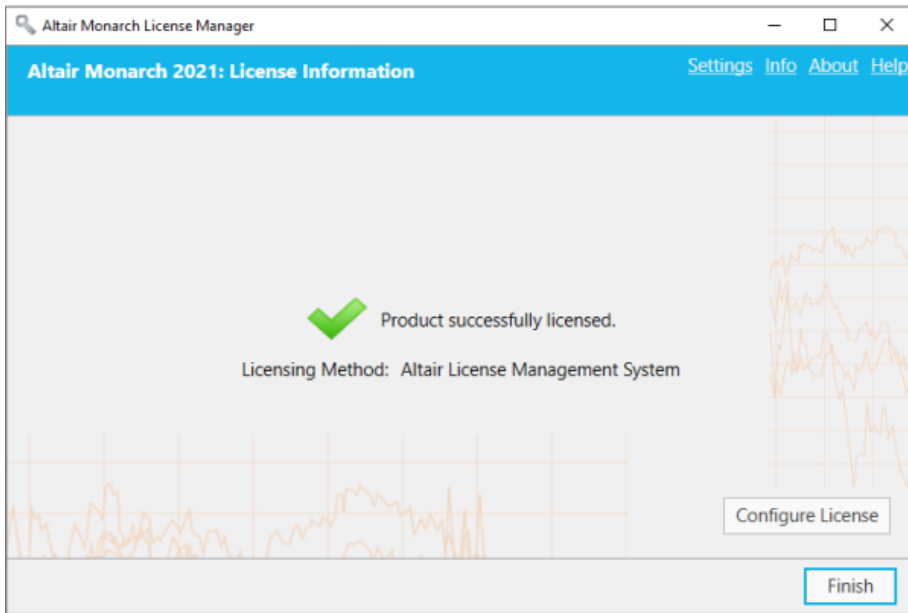 Altair Monarch License Manager
Altair Monarch 2021: License Information
Settings Info About Help
Product successfully licensed.
Licensing Method: Altair License Management System
Configure License
Finish